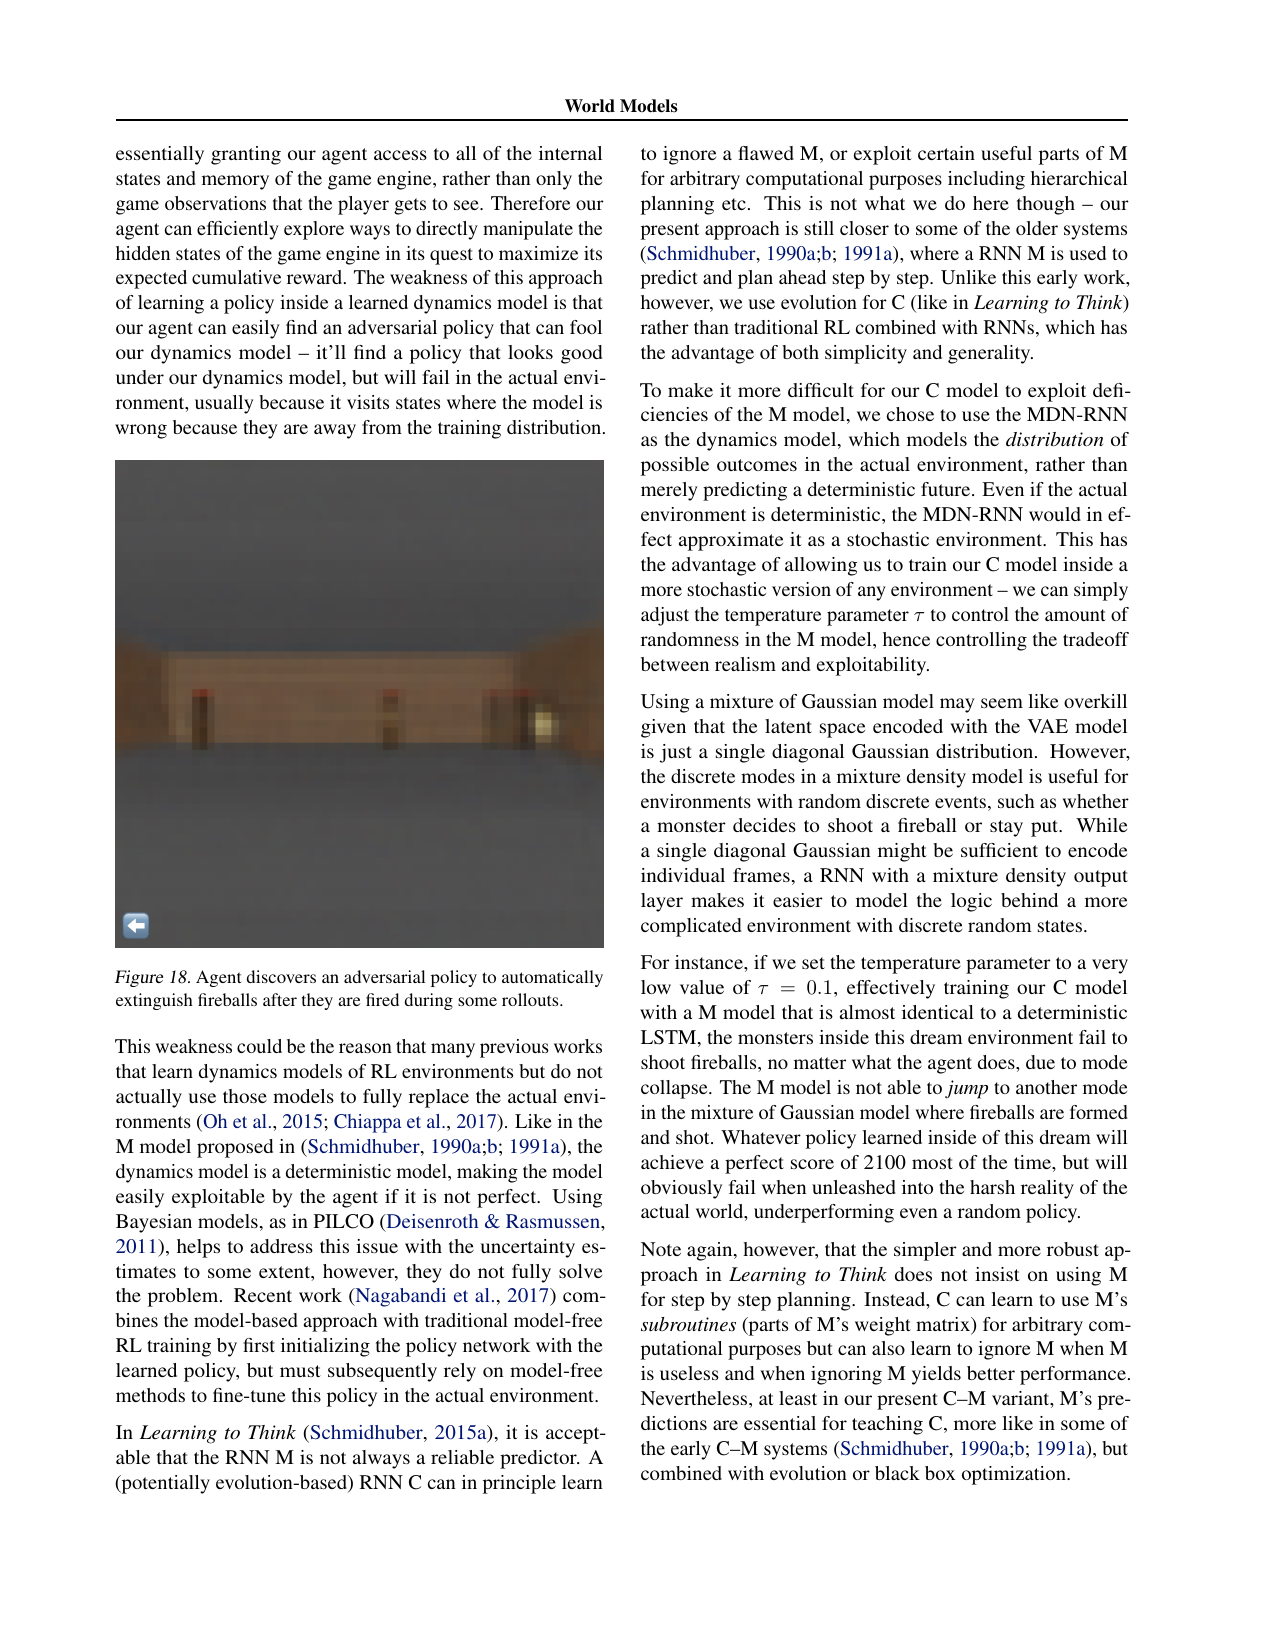 World Models
essentially granting our agent access to all of the internal
states and memory of the game engine, rather than only the
game observations that the player gets to see. Therefore our
agent can efficiently explore ways to directly manipulate the
hidden states of the game engine in its quest to maximize its
expected cumulative reward. The weakness of this approach
of learning a policy inside a learned dynamics model is that
our agent can easily find an adversarial policy that can fool
our dynamics model – it’ll find a policy that looks good
under our dynamics model, but will fail in the actual envi-
ronment, usually because it visits states where the model is
wrong because they are away from the training distribution.
Figure 18. Agent discovers an adversarial policy to automatically
extinguish fireballs after they are fired during some rollouts.
This weakness could be the reason that many previous works
that learn dynamics models of RL environments but do not
actually use those models to fully replace the actual envi-
ronments (Oh et al., 2015; Chiappa et al., 2017). Like in the
M model proposed in (Schmidhuber, 1990a;b; 1991a), the
dynamics model is a deterministic model, making the model
easily exploitable by the agent if it is not perfect. Using
Bayesian models, as in PILCO (Deisenroth & Rasmussen,
2011), helps to address this issue with the uncertainty es-
timates to some extent, however, they do not fully solve
the problem. Recent work (Nagabandi et al., 2017) com-
bines the model-based approach with traditional model-free
RL training by first initializing the policy network with the
learned policy, but must subsequently rely on model-free
methods to fine-tune this policy in the actual environment.
In Learning to Think (Schmidhuber, 2015a), it is accept-
able that the RNN M is not always a reliable predictor. A
(potentially evolution-based) RNN C can in principle learn
to ignore a flawed M, or exploit certain useful parts of M
for arbitrary computational purposes including hierarchical
planning etc. This is not what we do here though – our
present approach is still closer to some of the older systems
(Schmidhuber, 1990a;b; 1991a), where a RNN M is used to
predict and plan ahead step by step. Unlike this early work,
however, we use evolution for C (like in Learning to Think)
rather than traditional RL combined with RNNs, which has
the advantage of both simplicity and generality.
To make it more difficult for our C model to exploit defi-
ciencies of the M model, we chose to use the MDN-RNN
as the dynamics model, which models the distribution of
possible outcomes in the actual environment, rather than
merely predicting a deterministic future. Even if the actual
environment is deterministic, the MDN-RNN would in ef-
fect approximate it as a stochastic environment. This has
the advantage of allowing us to train our C model inside a
more stochastic version of any environment – we can simply
adjust the temperature parameter τ to control the amount of
randomness in the M model, hence controlling the tradeoff
between realism and exploitability.
Using a mixture of Gaussian model may seem like overkill
given that the latent space encoded with the VAE model
is just a single diagonal Gaussian distribution. However,
the discrete modes in a mixture density model is useful for
environments with random discrete events, such as whether
a monster decides to shoot a fireball or stay put. While
a single diagonal Gaussian might be sufficient to encode
individual frames, a RNN with a mixture density output
layer makes it easier to model the logic behind a more
complicated environment with discrete random states.
For instance, if we set the temperature parameter to a very
low value of τ = 0.1, effectively training our C model
with a M model that is almost identical to a deterministic
LSTM, the monsters inside this dream environment fail to
shoot fireballs, no matter what the agent does, due to mode
collapse. The M model is not able to jump to another mode
in the mixture of Gaussian model where fireballs are formed
and shot. Whatever policy learned inside of this dream will
achieve a perfect score of 2100 most of the time, but will
obviously fail when unleashed into the harsh reality of the
actual world, underperforming even a random policy.
Note again, however, that the simpler and more robust ap-
proach in Learning to Think does not insist on using M
for step by step planning. Instead, C can learn to use M’s
subroutines (parts of M’s weight matrix) for arbitrary com-
putational purposes but can also learn to ignore M when M
is useless and when ignoring M yields better performance.
Nevertheless, at least in our present C–M variant, M’s pre-
dictions are essential for teaching C, more like in some of
the early C–M systems (Schmidhuber, 1990a;b; 1991a), but
combined with evolution or black box optimization.